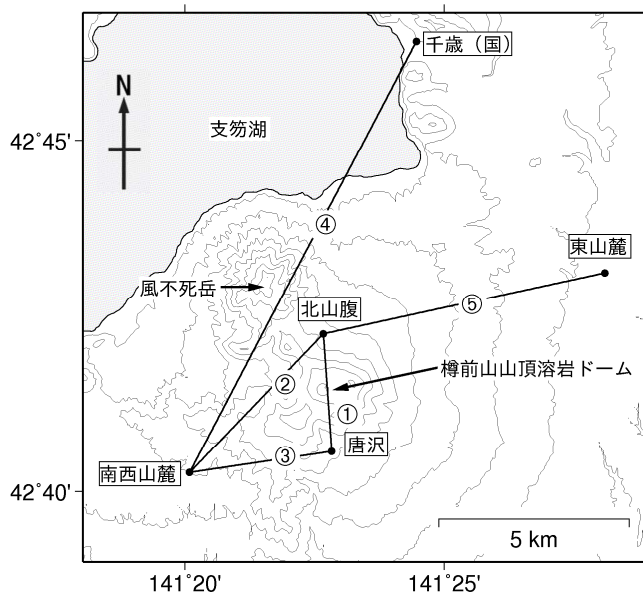 千歳（国）
N
42°45'
支笏湖
④
東山麓
風不死岳
北山腹
⑤
②
樽前山山頂溶岩ドーム
①
唐沢
③
南西山麓
42°40'
5 km
141°20'
141°25'